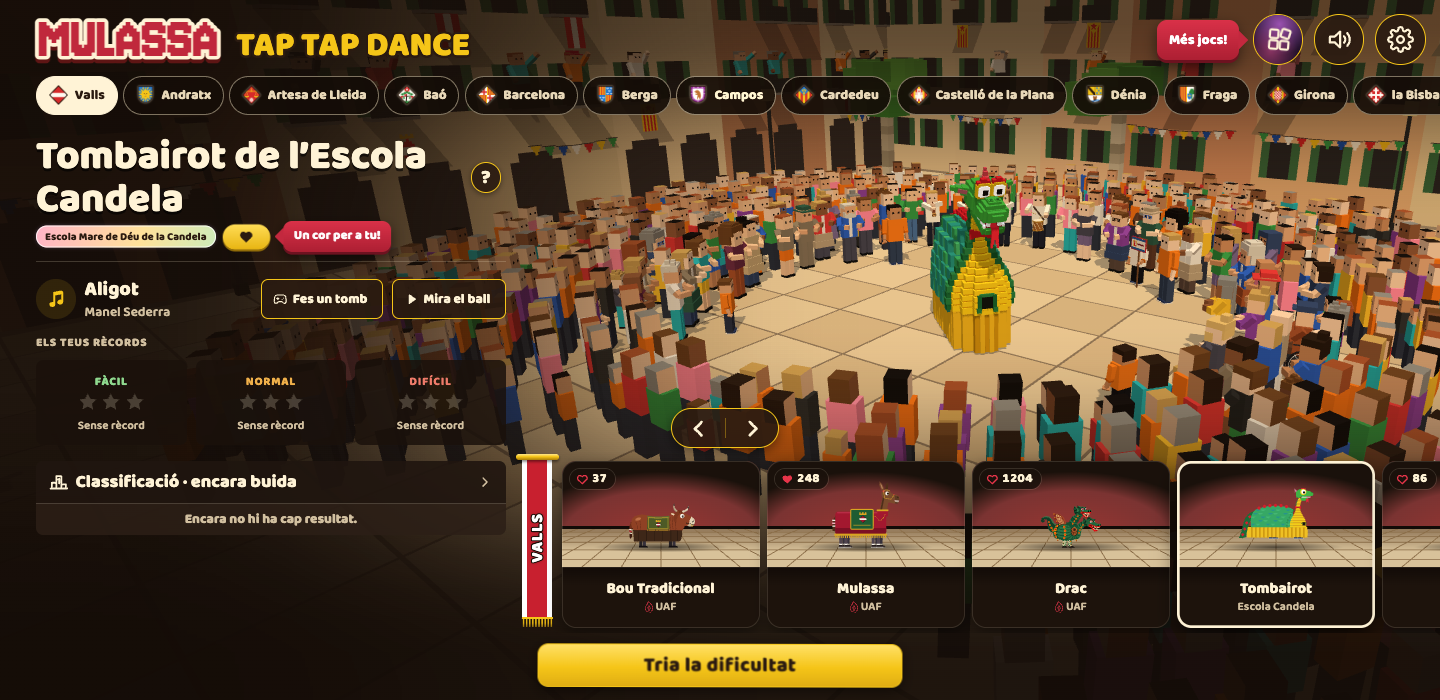 MULASSA TAP TAP DANCE
Més jocs!
Valls
Andratx
Artesa de Lleida
Baó
Barcelona
Berga
Campos
Cardedeu
Castelló de la Plana
Dénia
Fraga
Girona
la Bisba
Tombairot de l'Escola
Candela
?
Escola Mare de Déu de la Candela
Un cor per a tu!
Aligot
Manel Sederra
Fes un tomb
Mira el ball
ELS TEUS RÈCORDS
FÀCIL
NORMAL
DIFÍCIL
Sense rècord
Sense rècord
Sense rècord
Classificació · encara buida
Encara no hi ha cap resultat.
VALLS
37
Bou Tradicional
UAF
248
Mulassa
UAF
1204
Drac
UAF
Tombairot
Escola Candela
86
Tria la dificultat